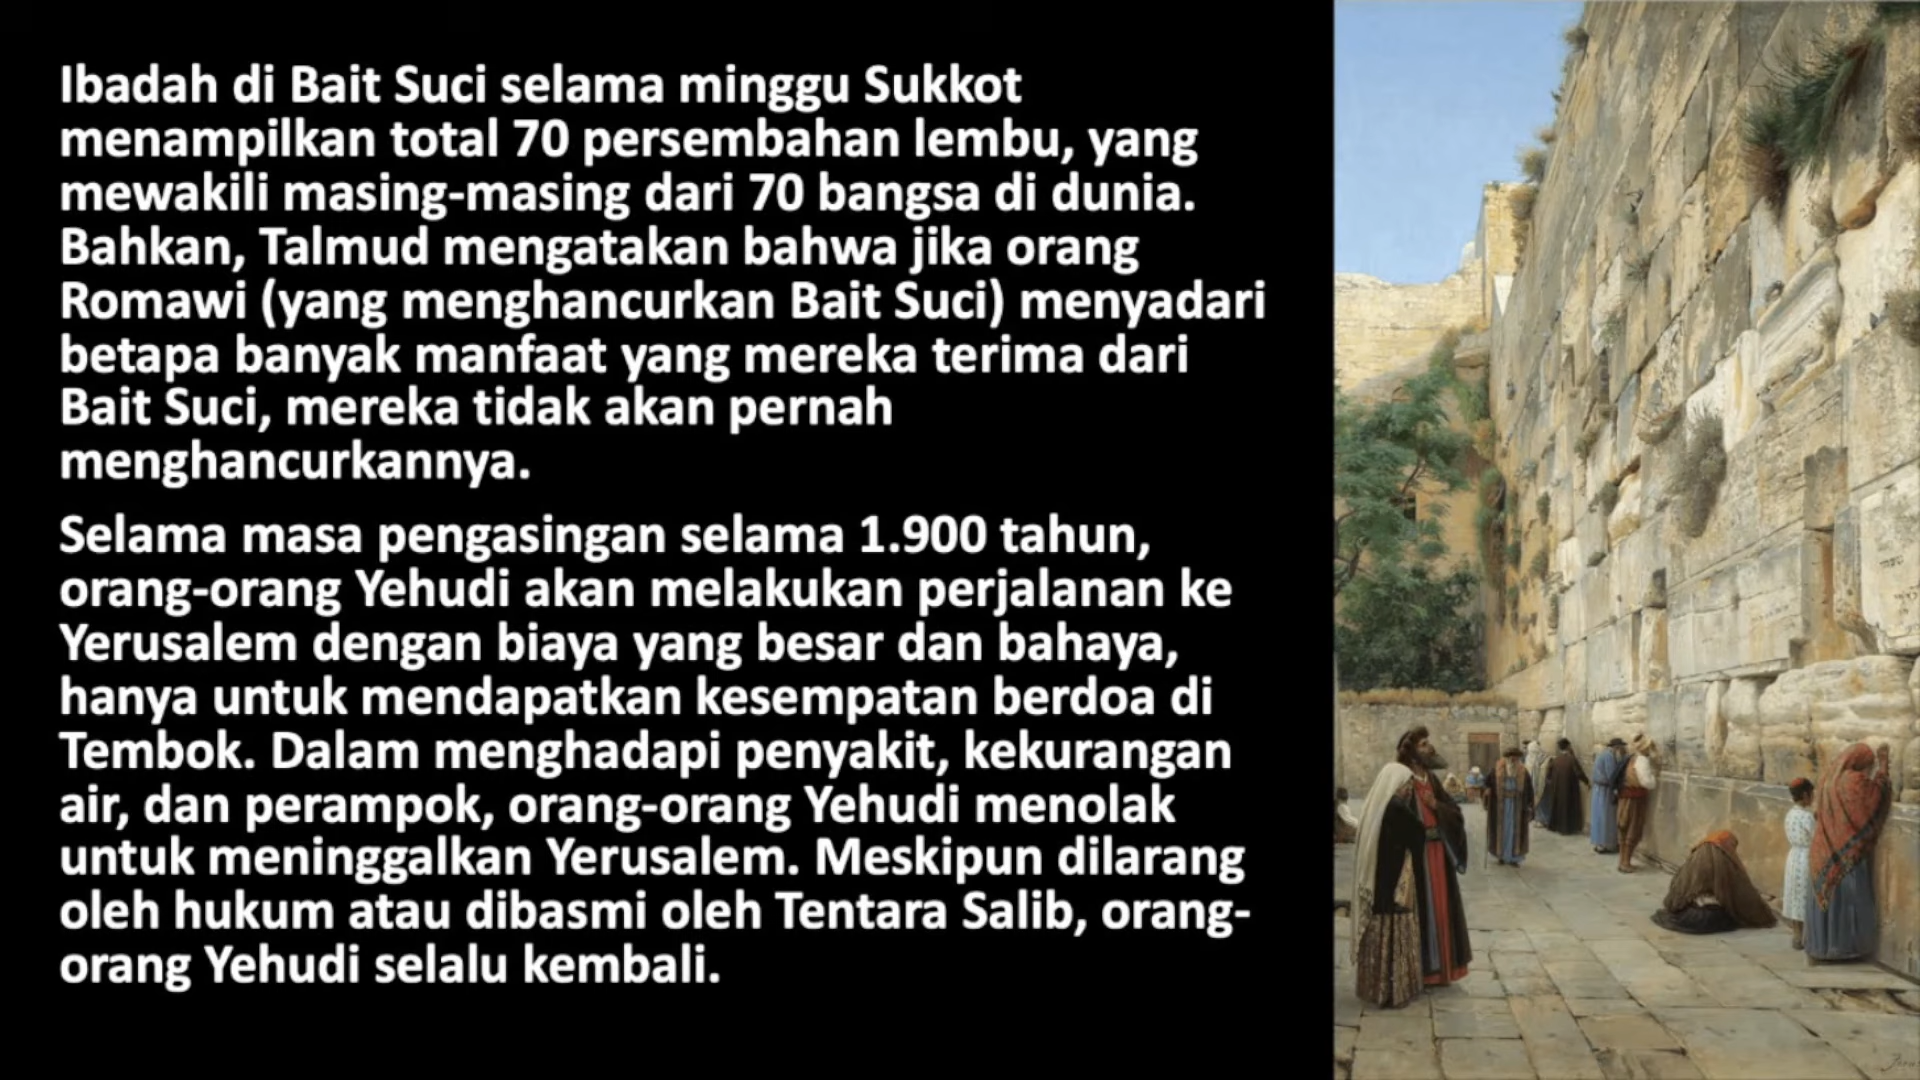 Ibadah di Bait Suci selama minggu Sukkot
menampilkan total 70 persembahan lembu, yang
mewakili masing-masing dari 70 bangsa di dunia.
Bahkan, Talmud mengatakan bahwa jika orang
Romawi (yang menghancurkan Bait Suci) menyadari
betapa banyak manfaat yang mereka terima dari
Bait Suci, mereka tidak akan pernah
menghancurkannya.
Selama masa pengasingan selama 1.900 tahun,
orang-orang Yehudi akan melakukan perjalanan ke
Yerusalem dengan biaya yang besar dan bahaya,
hanya untuk mendapatkan kesempatan berdoa di
Tembok. Dalam menghadapi penyakit, kekurangan
air, dan perampok, orang-orang Yehudi menolak
untuk meninggalkan Yerusalem. Meskipun dilarang
oleh hukum atau dibasmi oleh Tentara Salib, orang-
orang Yehudi selalu kembali.